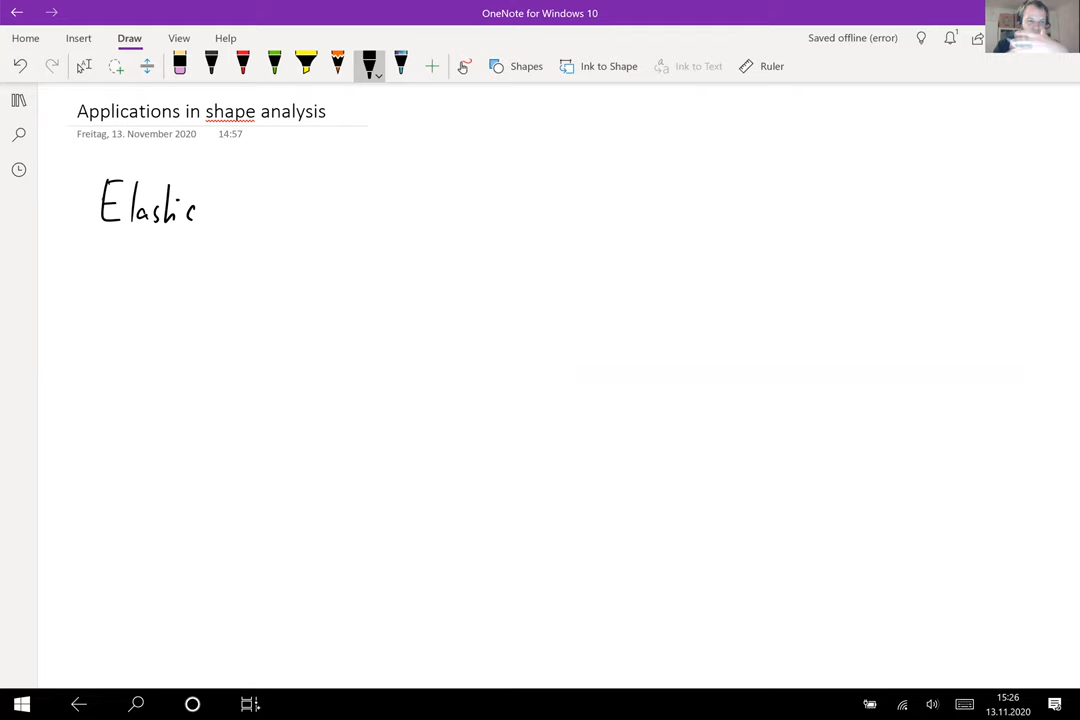 OneNote for Windows 10
Home Insert Draw View Help
Saved offline (error)
Shapes Ink to Shape Ink to Text Ruler
Applications in shape analysis
Freitag, 13. November 2020 14:57
Elastic
15:26
13.11.2020